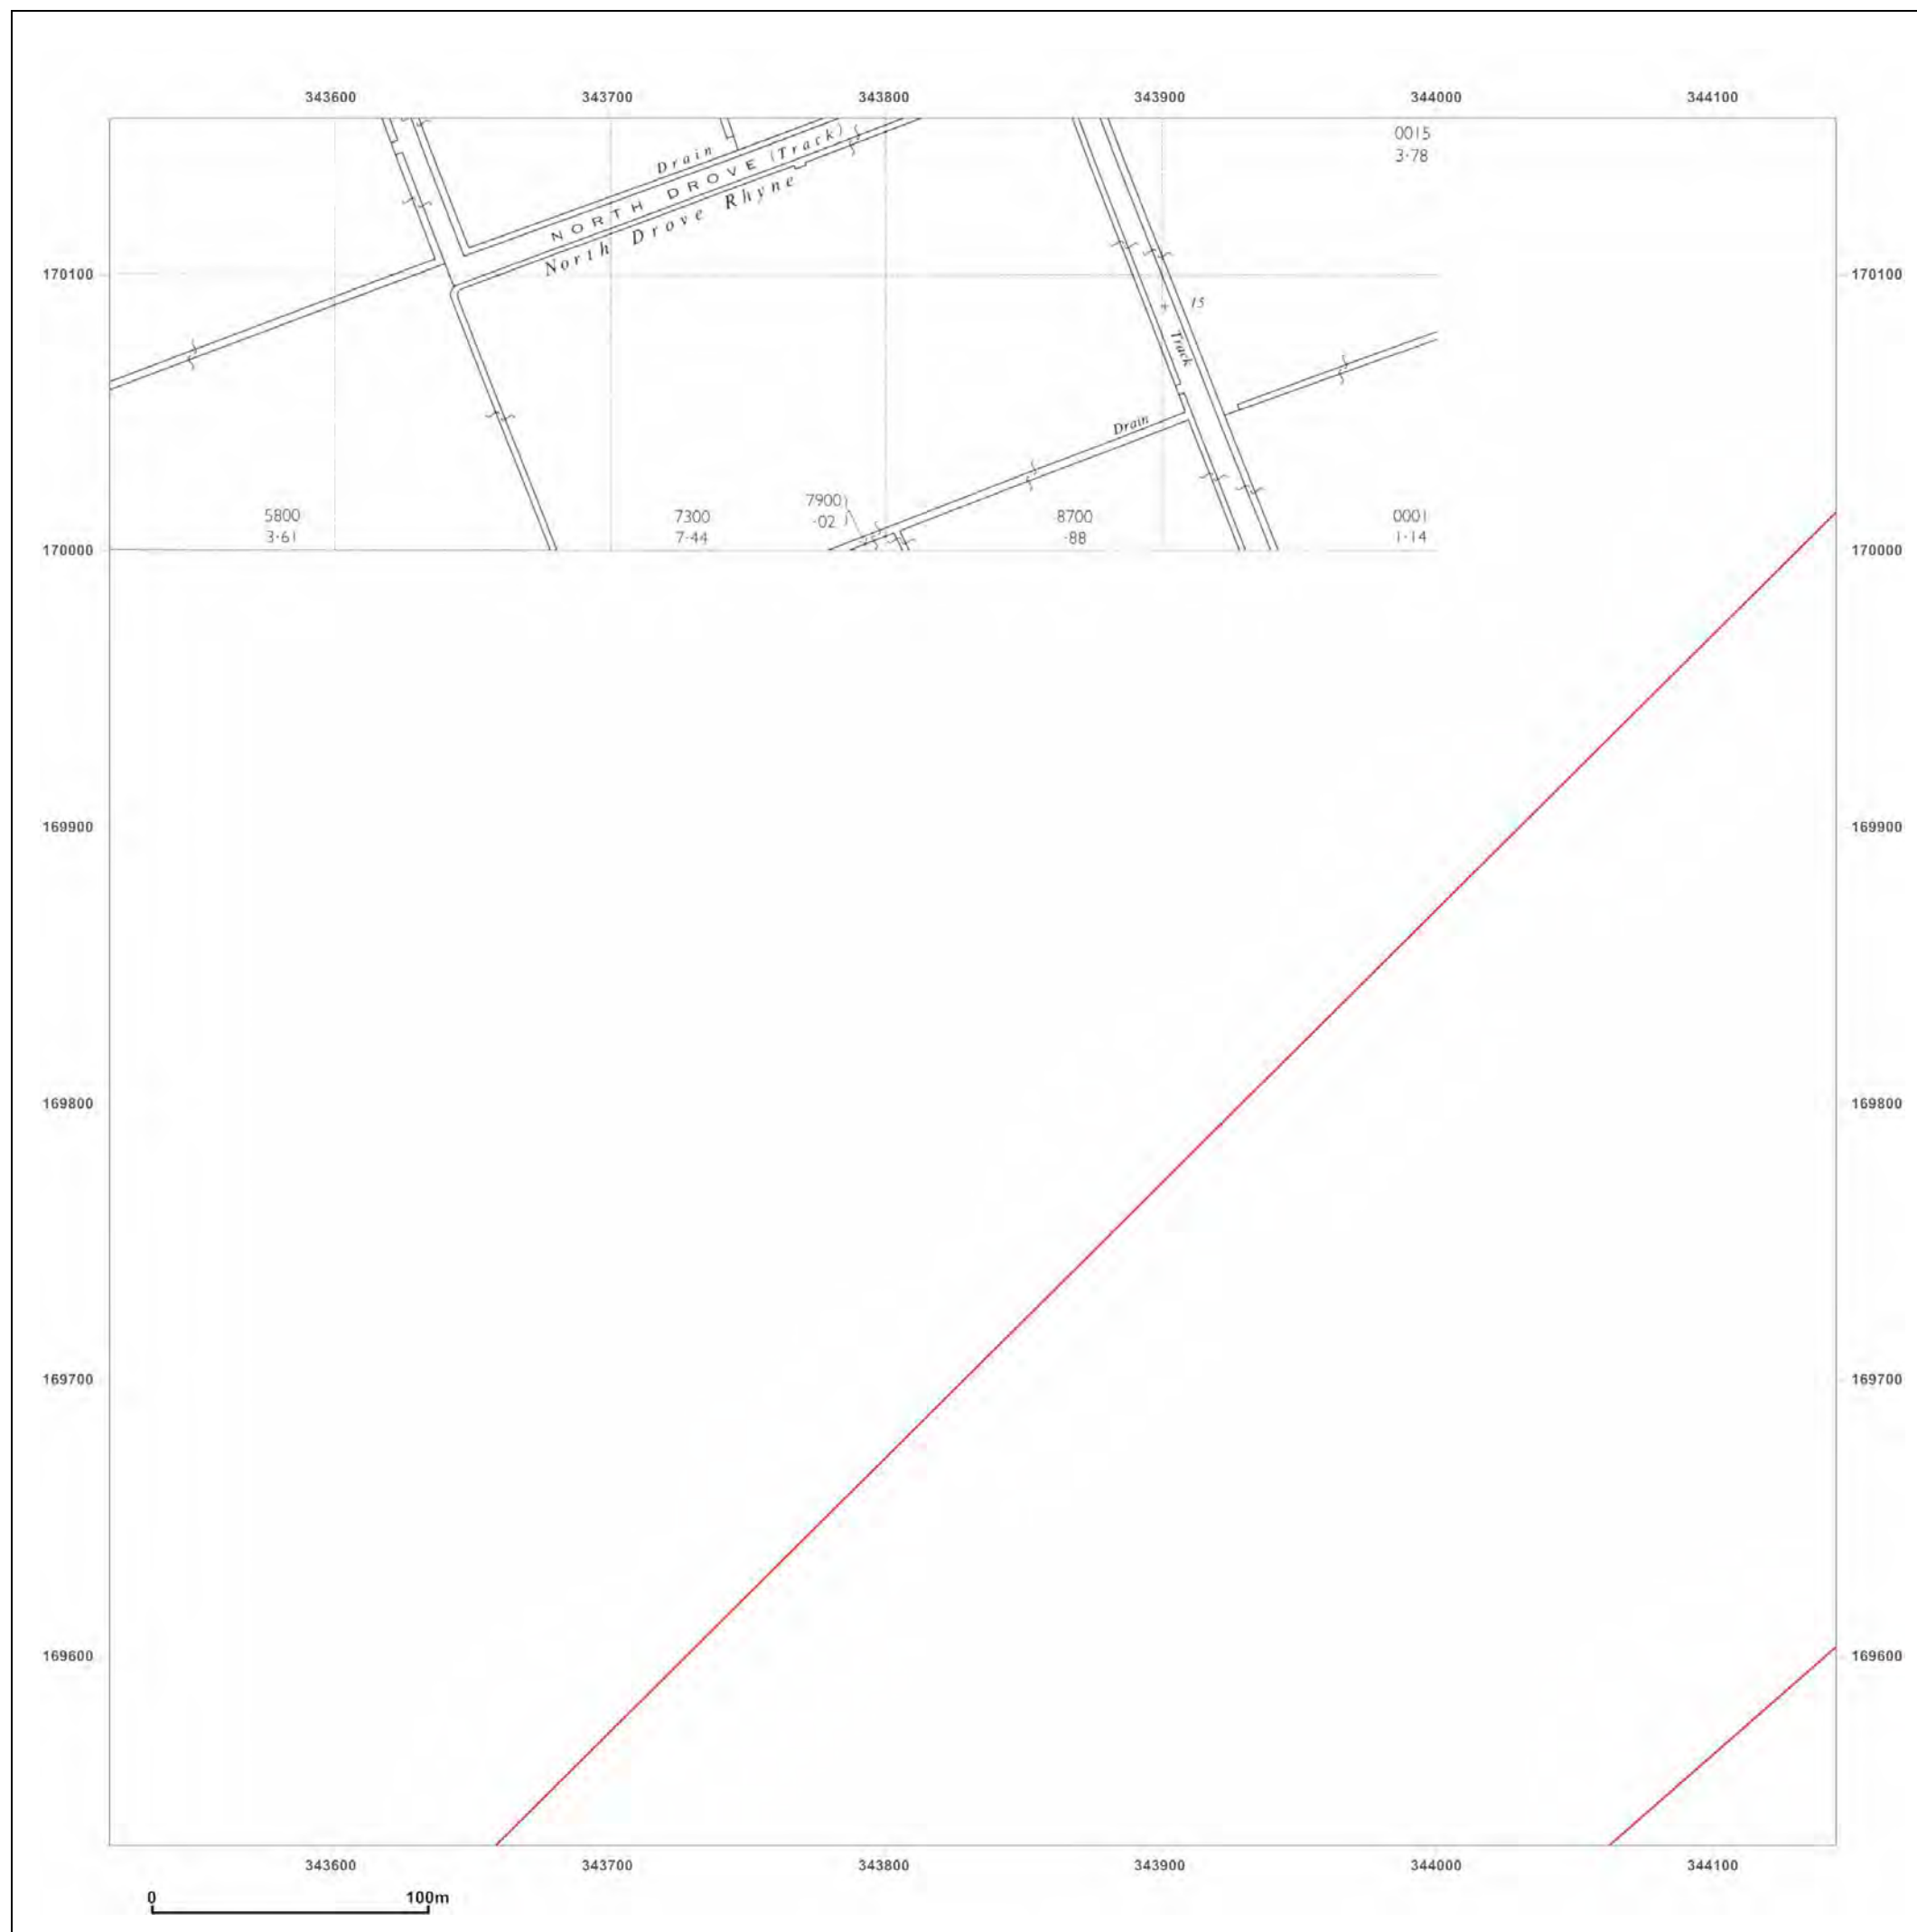 343600 343700 343800 343900 344000 344100
0015
3·78
Drain
NORTH DROVE (Track)
North Drove Rhyne
170100 170100
15
Track
Drain
7900
·02
5800
3·61
7300
7·44
8700
·88
0001
1·14
170000 170000
169900 169900
169800 169800
169700 169700
169600 169600
343600 343700 343800 343900 344000 344100
0 100m